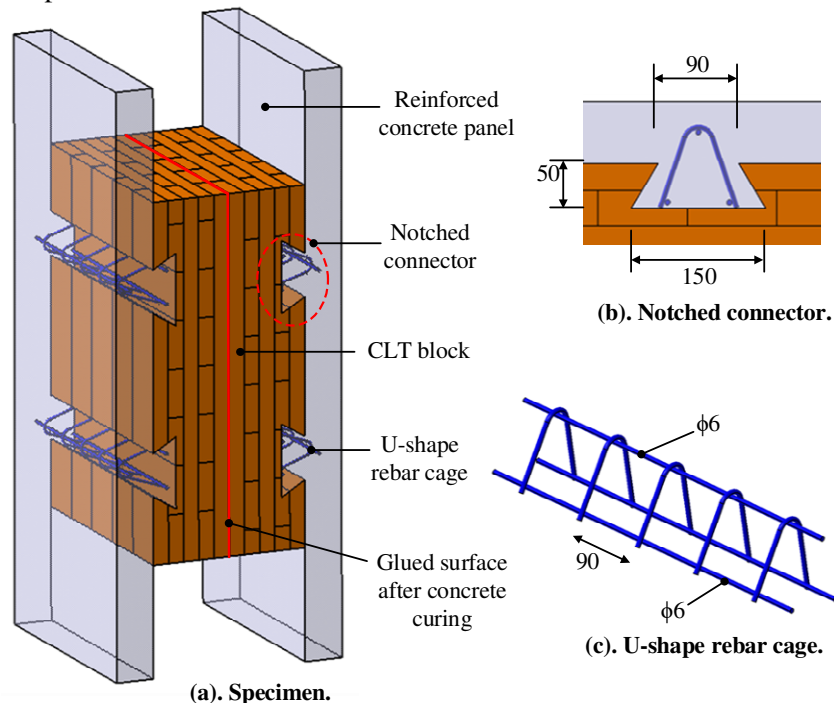 Reinforced
concrete panel
Notched
connector
CLT block
U-shape
rebar cage
Glued surface
after concrete
curing
(a). Specimen.
90
50
150
(b). Notched connector.
ϕ6
90
ϕ6
(c). U-shape rebar cage.